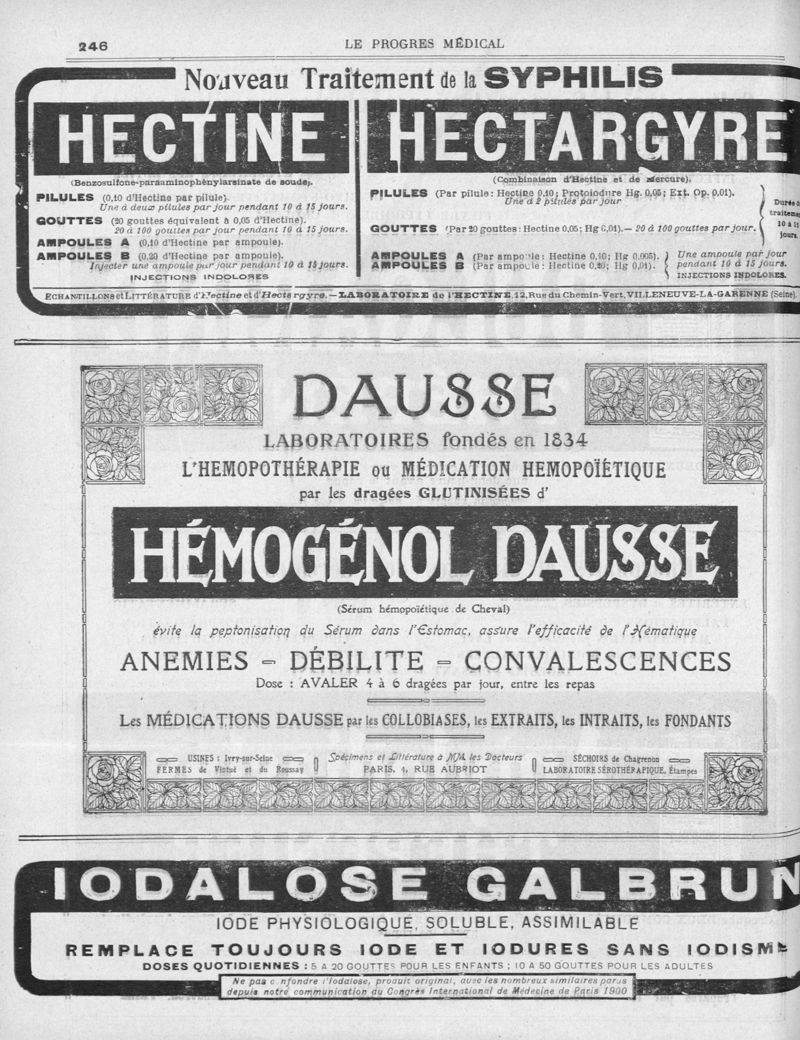 246
LE PROGRES MÉDICAL
Nouveau Traitement de la SYPHILIS
HECTINE
(Benzosulfone-paraaminophénylarsinate de soude).
PILULES (0,10 d'Hectine par pilule).
Une à deux pilules par jour pendant 10 à 15 jours.
GOUTTES (20 gouttes équivalent à 0,05 d'Hectine).
20 à 100 gouttes par jour pendant 10 à 15 jours.
AMPOULES A (0,10 d'Hectine par ampoule).
AMPOULES B (0,20 d'Hectine par ampoule).
Injecter une ampoule par jour pendant 10 à 15 jours.
INJECTIONS INDOLORES
HECTARGYRE
(Combinaison d'Hectine et de Mercure).
PILULES (Par pilule: Hectine 0,10; Protoiodure Hg. 0,05; Ext. Op. 0,01).
Une à 2 pilules par jour
GOUTTES (Par 20 gouttes: Hectine 0,05; Hg 0,01).— 20 à 100 gouttes par jour.
Durée
traitement
10 à 15
jours.
AMPOULES A (Par ampoule: Hectine 0,10; Hg 0,005).
AMPOULES B (Par ampoule: Hectine 0,20; Hg 0,01).
Une ampoule par jour
pendant 10 à 15 jours.
INJECTIONS INDOLORES.
ECHANTILLONS et LITTÉRATURE d'Hectine et d'Hectargyre.—LABORATOIRE de l'HECTINE, 12, Rue du Chemin-Vert, VILLENEUVE-LA-GARENNE (Seine).
DAUSSE
LABORATOIRES fondés en 1834
L'HEMOPOTHÉRAPIE ou MÉDICATION HEMOPOÏÉTIQUE
par les dragées GLUTINISÉES d'
HÉMOGÉNOL DAUSSE
(Sérum hémopoïétique de Cheval)
évite la peptonisation du Sérum dans l'Estomac, assure l'efficacité de l'Hématique
ANEMIES - DÉBILITE - CONVALESCENCES
Dose : AVALER 4 à 6 dragées par jour, entre les repas
Les MÉDICATIONS DAUSSE par les COLLOBIASES, les EXTRAITS, les INTRAITS, les FONDANTS
USINES : Ivry-sur-Seine
FERMES de Vintué et du Roussay
Spécimens et Littérature à MM. les Docteurs
PARIS, 4, RUE AUBRIOT
SÉCHOIRS de Chagrenon
LABORATOIRE SÉROTHÉRAPIQUE, Étampes
IODALOSE GALBRUN
IODE PHYSIOLOGIQUE, SOLUBLE, ASSIMILABLE
REMPLACE TOUJOURS IODE ET IODURES SANS IODISME
DOSES QUOTIDIENNES : 5 A 20 GOUTTES POUR LES ENFANTS ; 10 A 50 GOUTTES POUR LES ADULTES
Ne pas confondre l'Iodalose, produit original, avec les nombreux similaires parus
depuis notre communication au Congrès International de Médecine de Paris 1900